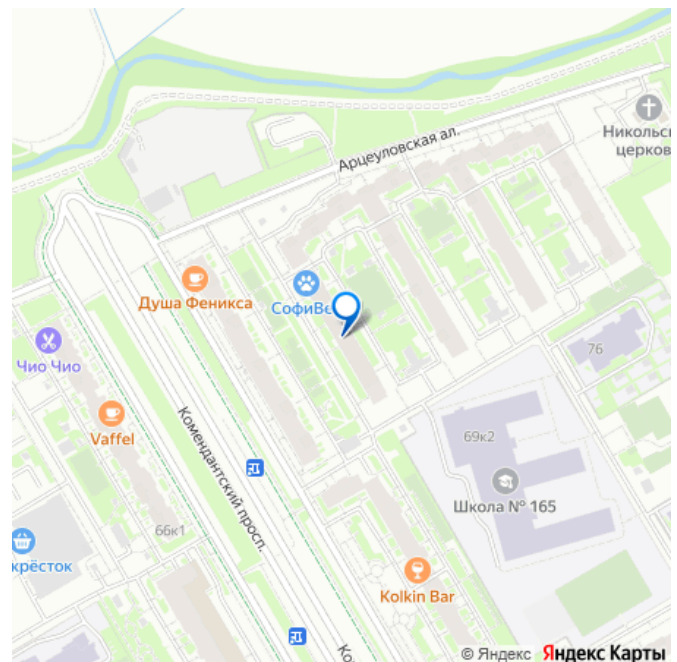 Арцеуловская ал.
Никольск
церков
Душа Феникса
СофиВе
Чио Чио
Vaffel
76
69к2
Комендантский просп.
Школа № 165
66к1
крёсток
Kolkin Bar
Ко
© Яндекс Яндекс Карты